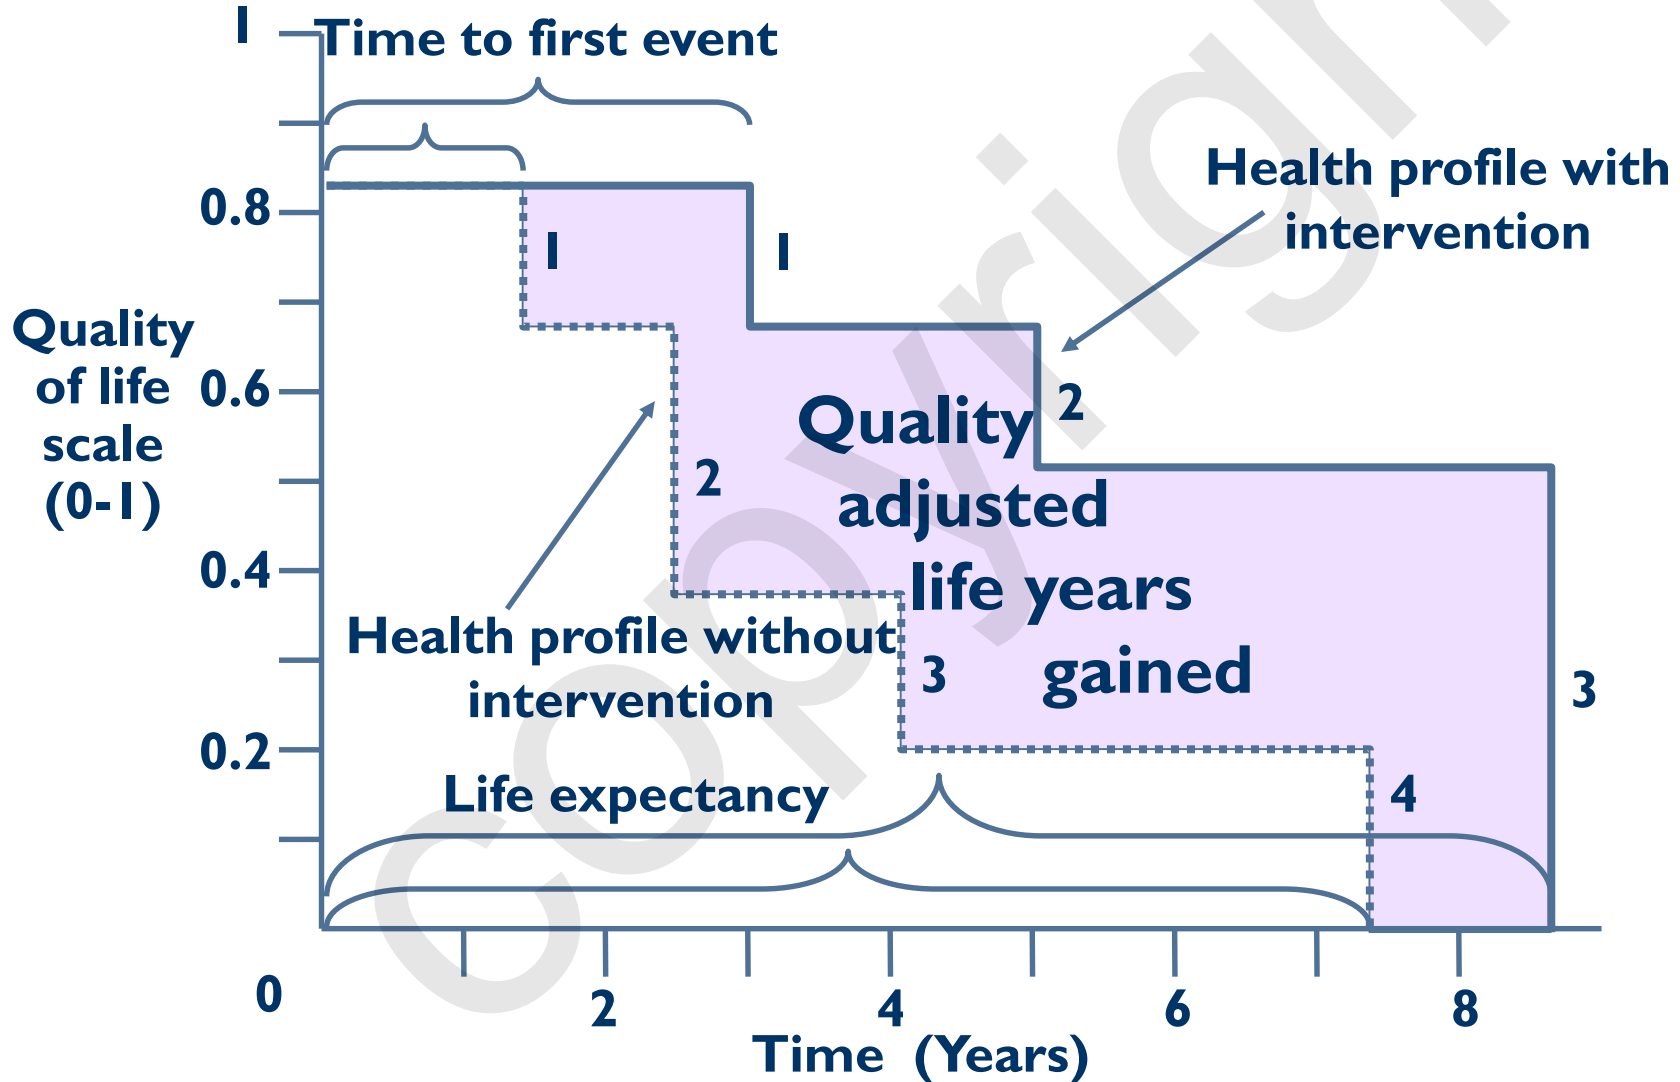 1
Time to first event
Health profile with
intervention
0.8
1
1
Quality
of life
scale
(0-1)
0.6
2
Quality
adjusted
life years
gained
2
0.4
Health profile without
intervention
3
3
0.2
Life expectancy
4
0
2
4
6
8
Time (Years)
copyrigh